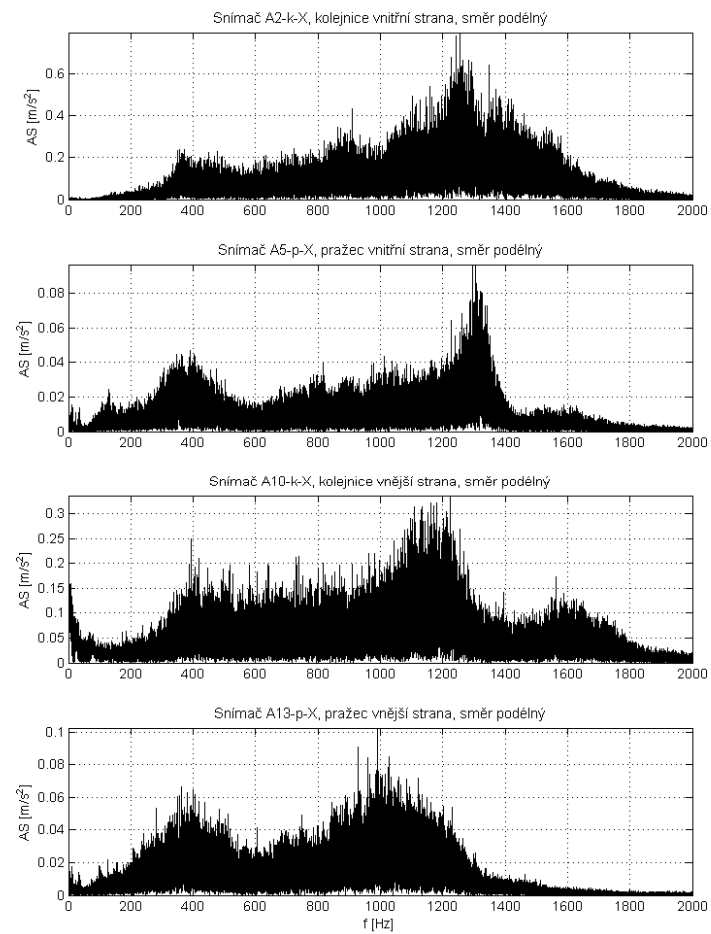 Snímač A2-k-X, kolejnice vnitřní strana, směr podélný
AS [m/s²]
0.6
0.4
0.2
0
0 200 400 600 800 1000 1200 1400 1600 1800 2000
Snímač A5-p-X, pražec vnitřní strana, směr podélný
AS [m/s²]
0.08
0.06
0.04
0.02
0
0 200 400 600 800 1000 1200 1400 1600 1800 2000
Snímač A10-k-X, kolejnice vnější strana, směr podélný
AS [m/s²]
0.3
0.25
0.2
0.15
0.1
0.05
0
0 200 400 600 800 1000 1200 1400 1600 1800 2000
Snímač A13-p-X, pražec vnější strana, směr podélný
AS [m/s²]
0.1
0.08
0.06
0.04
0.02
0
0 200 400 600 800 1000 1200 1400 1600 1800 2000
f [Hz]